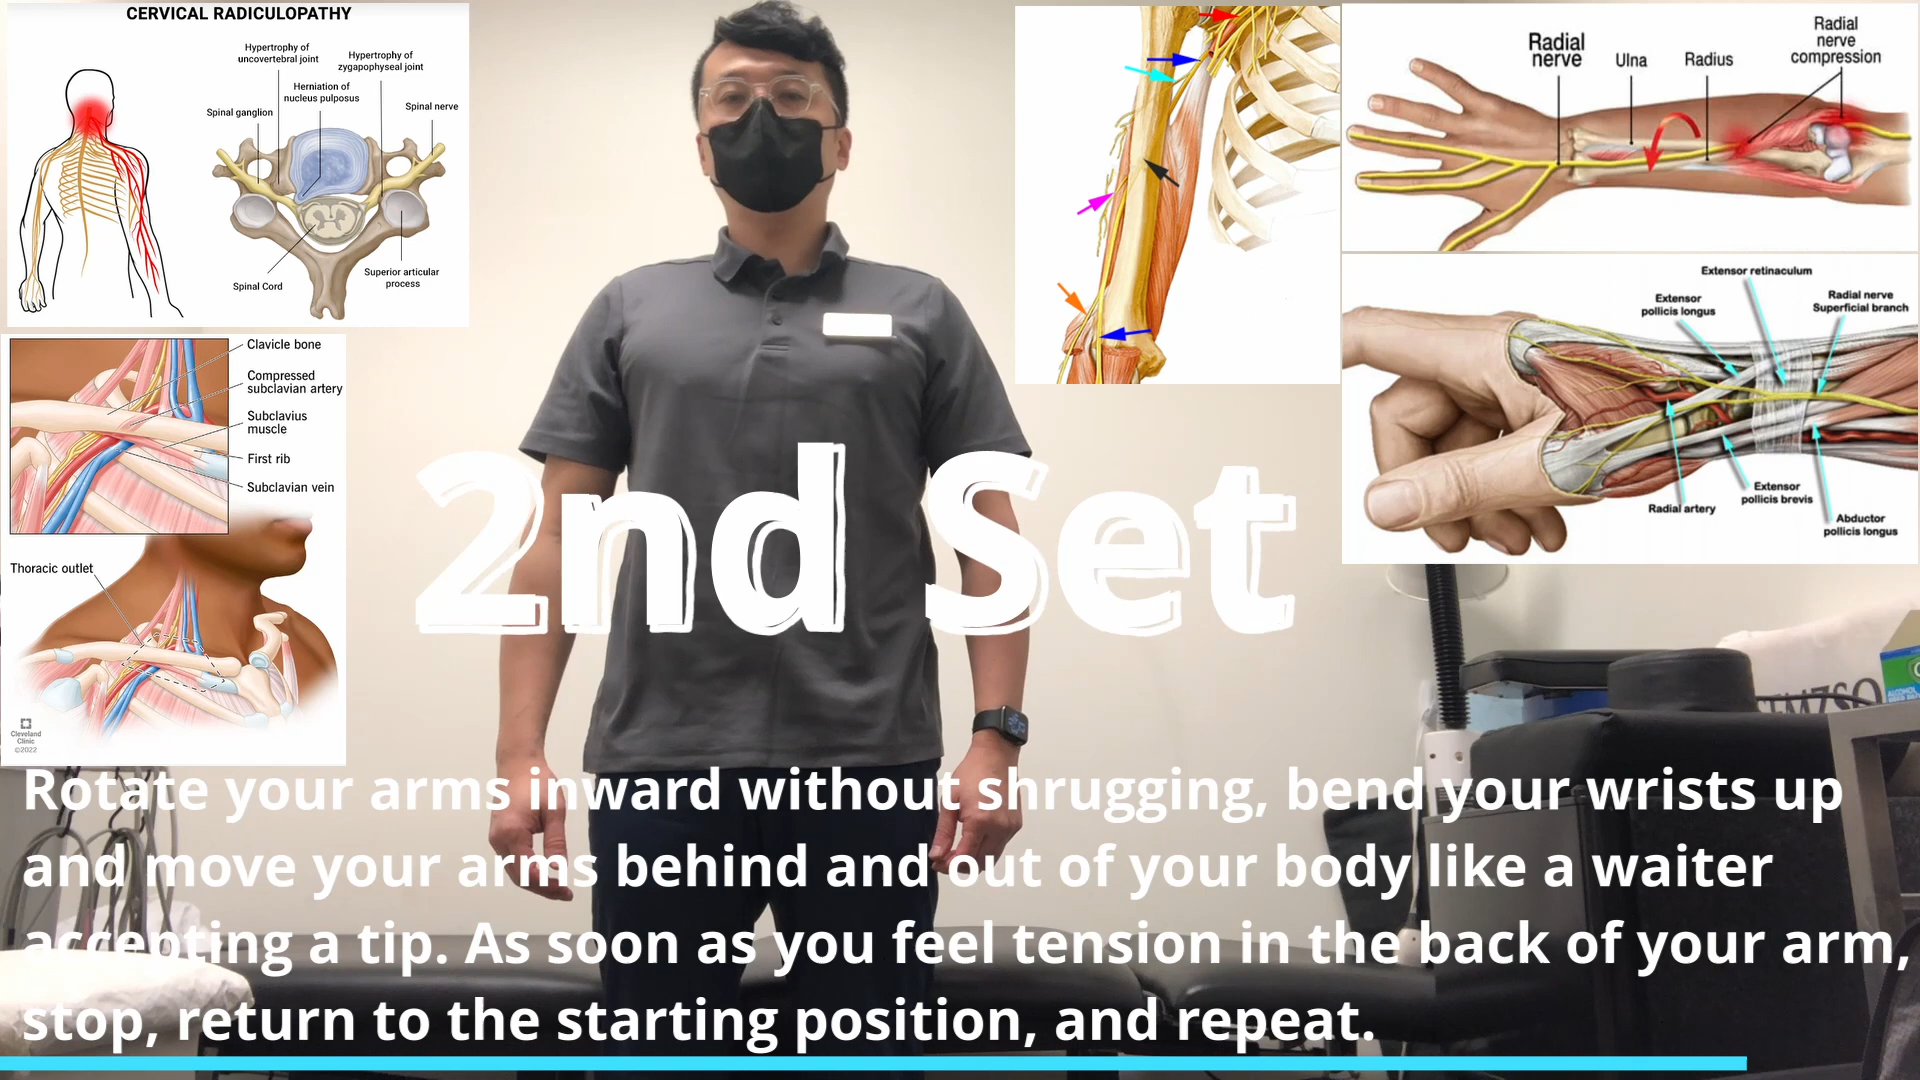 CERVICAL RADICULOPATHY
Hypertrophy of
uncovertebral joint
Hypertrophy of
zygapophyseal joint
Herniation of
nucleus pulposus
Spinal ganglion
Spinal nerve
Spinal Cord
Superior articular
process
Clavicle bone
Compressed
subclavian artery
Subclavius
muscle
First rib
Subclavian vein
Thoracic outlet
Cleveland
Clinic
©2022
Radial
nerve
Ulna
Radius
Radial
nerve
compression
Extensor retinaculum
Extensor
pollicis longus
Radial nerve
Superficial branch
Radial artery
Extensor
pollicis brevis
Abductor
pollicis longus
2nd Set
ALCOHOL
Rotate your arms inward without shrugging, bend your wrists up
and move your arms behind and out of your body like a waiter
accepting a tip. As soon as you feel tension in the back of your arm,
stop, return to the starting position, and repeat.